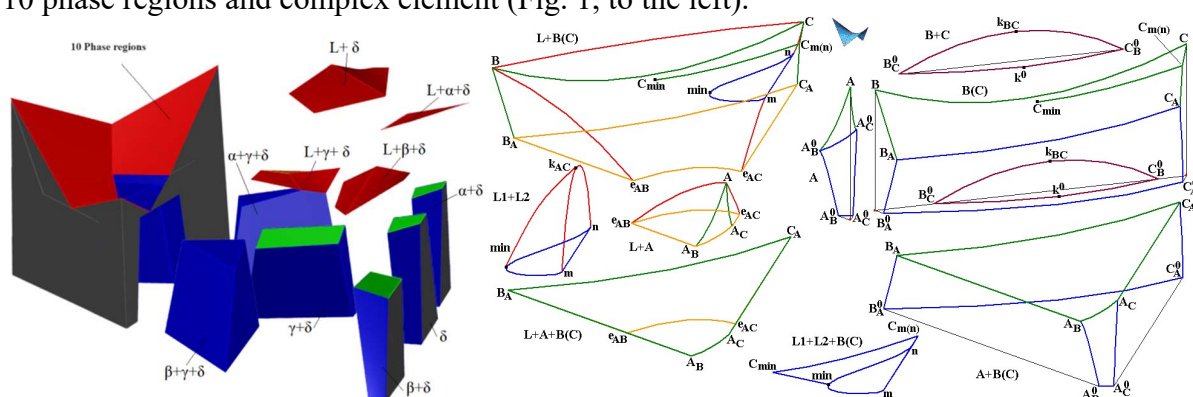 10 phase regions and complex element (Fig. 1, to the left).
10 Phase regions
L+ δ
L+α+δ
α+γ+δ
L+γ+ δ
L+β+δ
α+δ
γ+δ
δ
β+γ+δ
β+δ
L+B(C)
C
B
Cm(n)
n
Cmin
min
m
CA
BA
eAB
eAC
kAC
L1+L2
min
n
m
A
eAB
eAC
AC
AB
L+A
CA
BA
eAB
eAC
AC
AB
L+A+B(C)
B+C
kBC
B0C
C0B
k0
Cm(n)
C
A
B
B(C)
Cmin
A0B
A0C
A
A0B
A0C
CA
BA
kBC
B0C
C0B
k0
B0A
CA
BA
C0A
AC
AB
B0A
A0C
A+B(C)
L1+L2+B(C)
Cm(n)
n
Cmin
min
m